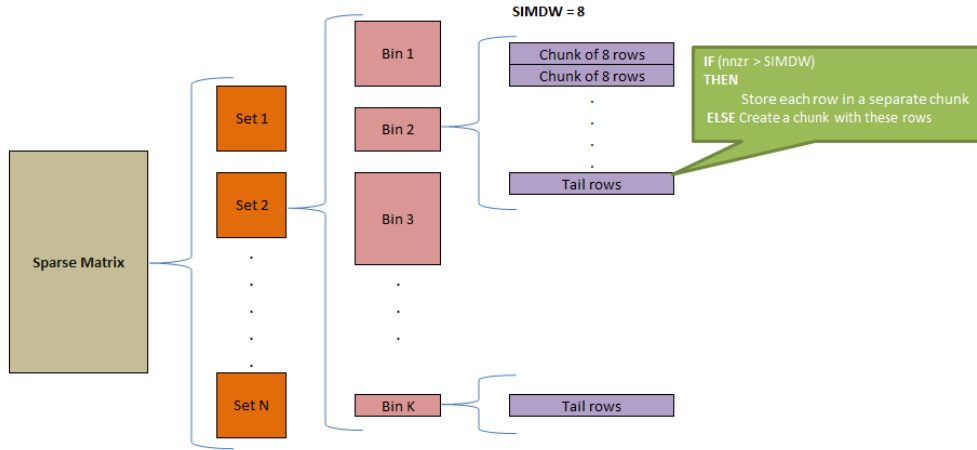 SIMDW = 8
Bin 1
Chunk of 8 rows
Chunk of 8 rows
IF (nnzr > SIMDW)
THEN
Store each row in a separate chunk
ELSE Create a chunk with these rows
Set 1
Bin 2
Tail rows
Set 2
Bin 3
Sparse Matrix
Set N
Bin K
Tail rows